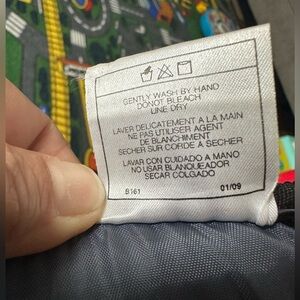 GENTLY WASH BY HAND
DONOT BLEACH
LINE DRY
LAVER DELICATEMENT A LA MAIN
NE PAS UTILISER AGENT
DE BLANCHIMENT
SECHER SUR CORDE A SECHER
LAVAR CON CUIDADO A MANO
NO USAR BLANQUEADOR
SECAR COLGADO
B161 01/09